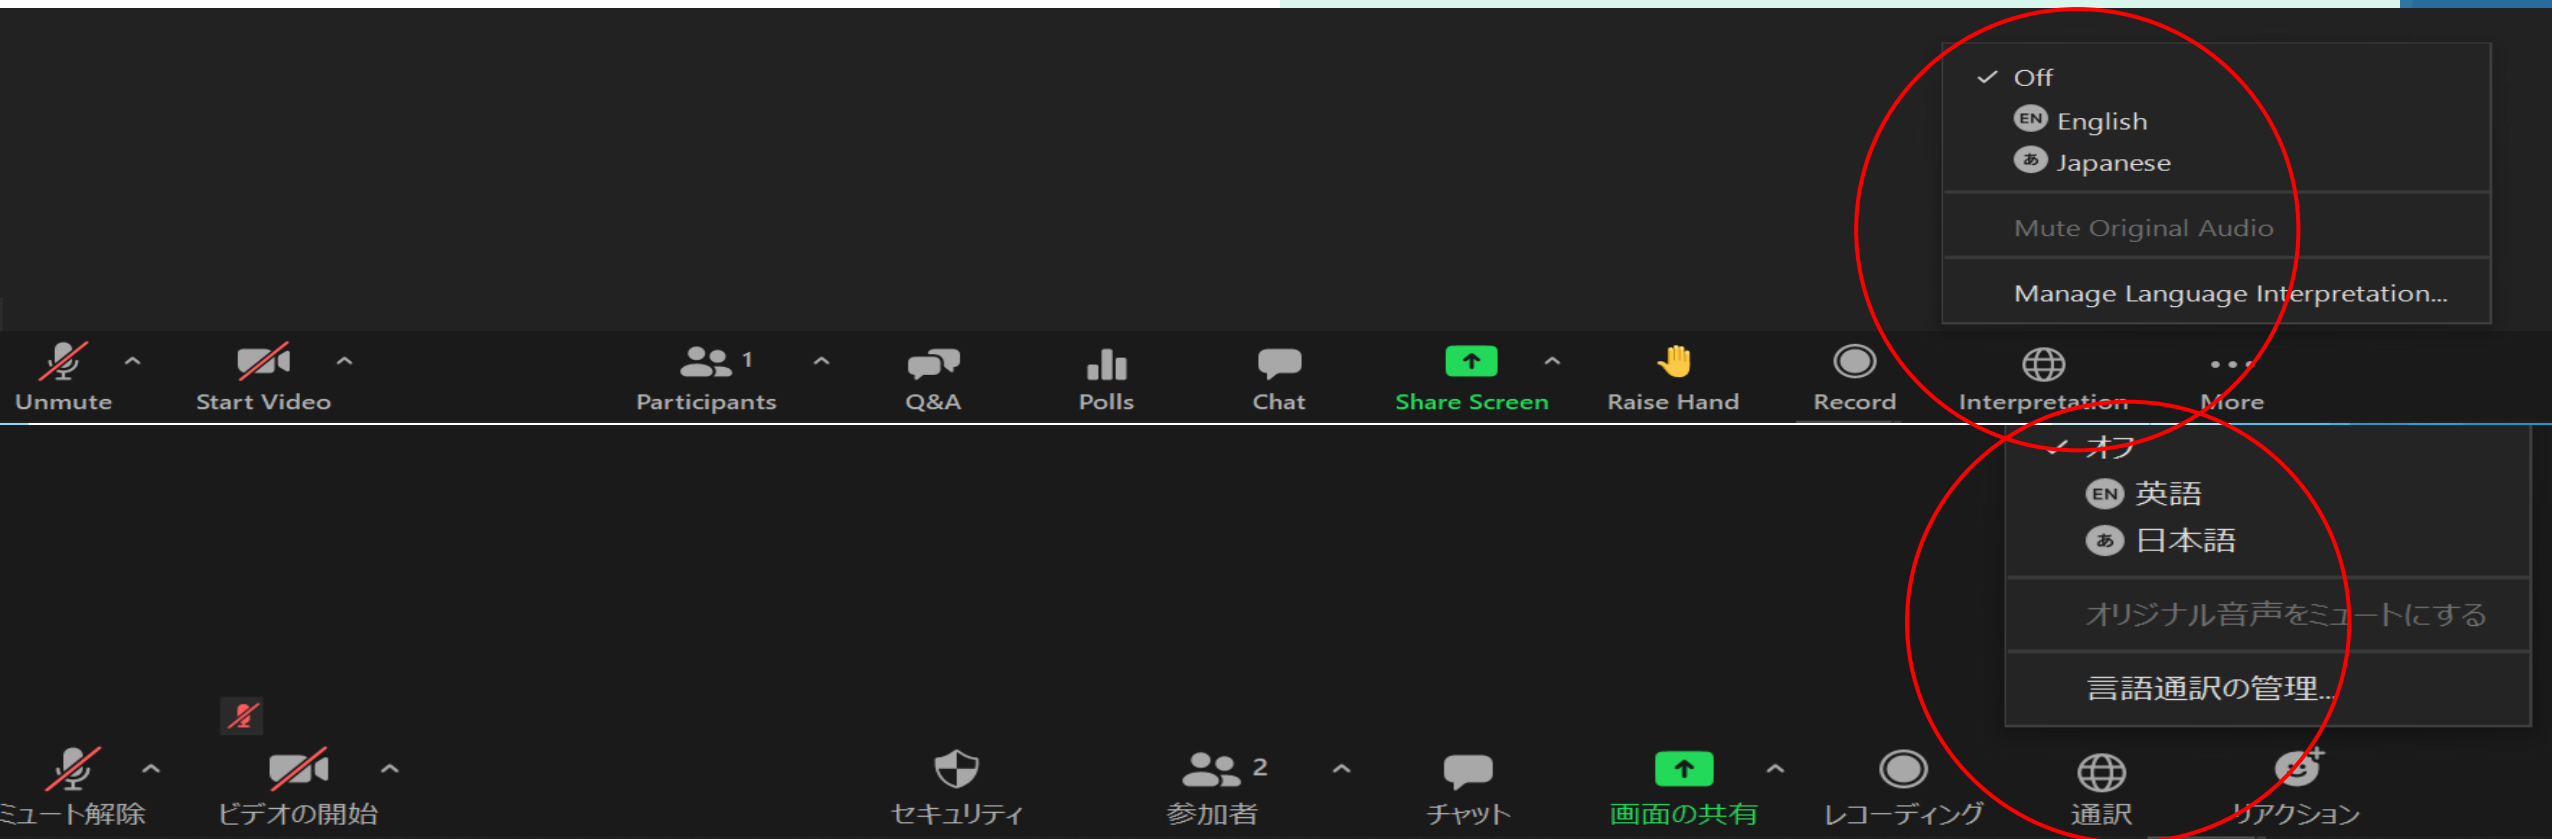 Off
EN English
あ Japanese
Mute Original Audio
Manage Language Interpretation...
1
Unmute Start Video Participants Q&A Polls Chat Share Screen Raise Hand Record Interpretation More
オフ
EN 英語
あ 日本語
オリジナル音声をミュートにする
言語通訳の管理...
2
ミュート解除 ビデオの開始 セキュリティ 参加者 チャット 画面の共有 レコーディング 通訳 リアクション